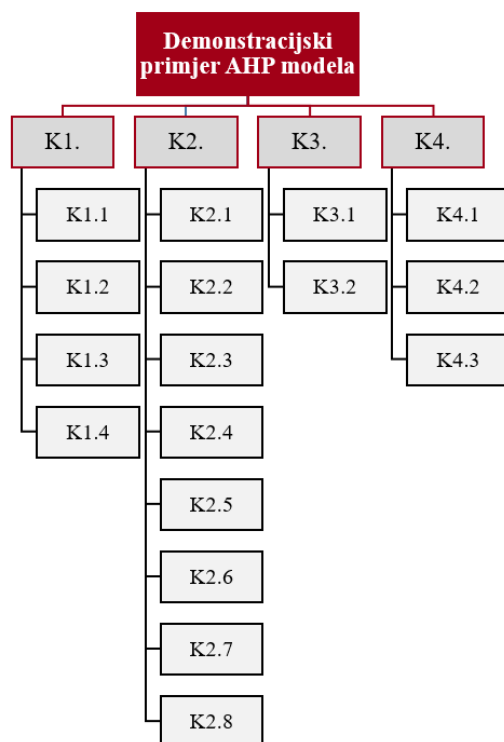 Demonstracijski
primjer AHP modela
K1.
K2.
K3.
K4.
K1.1
K2.1
K3.1
K4.1
K1.2
K2.2
K3.2
K4.2
K1.3
K2.3
K4.3
K1.4
K2.4
K2.5
K2.6
K2.7
K2.8